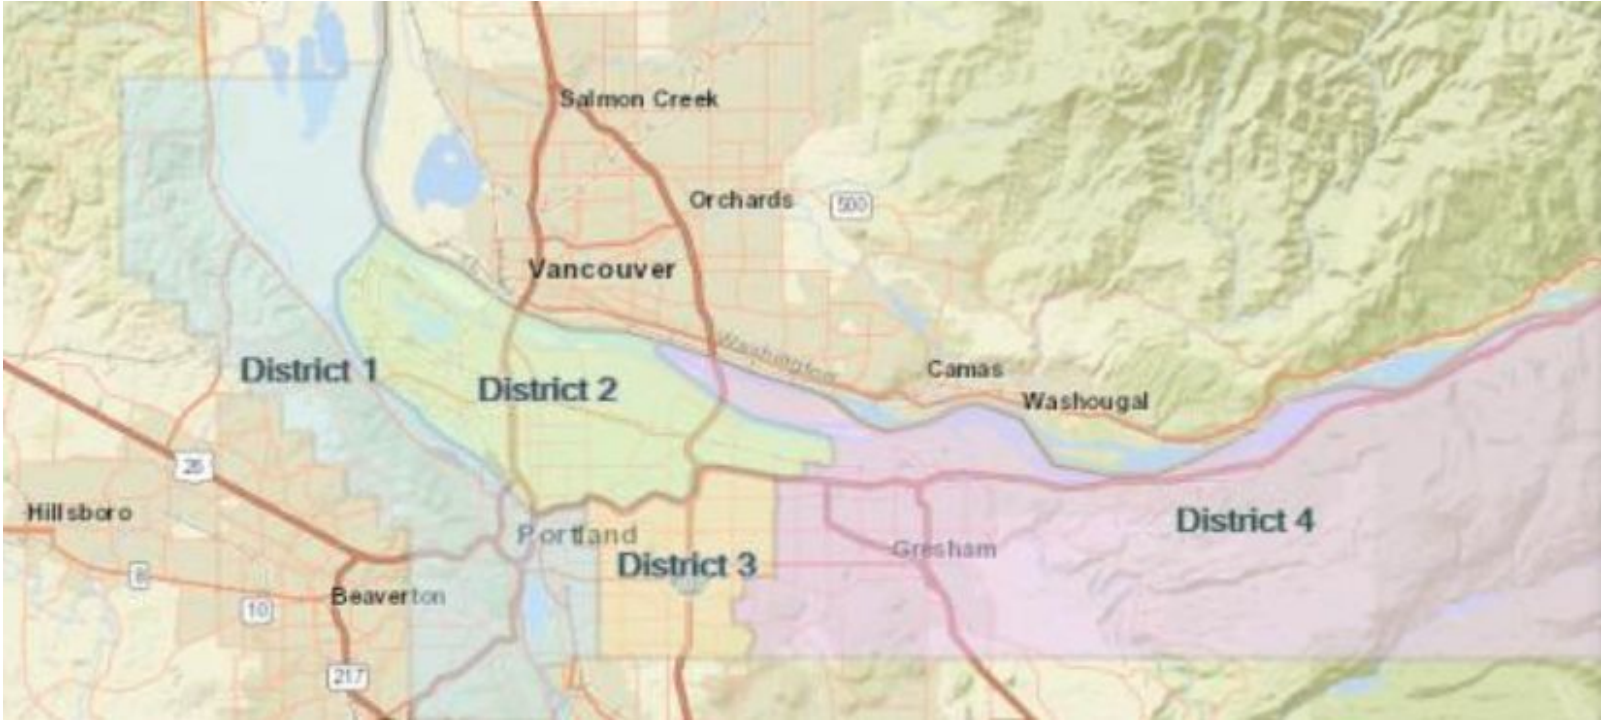 Salmon Creek
Orchards
500
Vancouver
Washington
District 1
District 2
Camas
Washougal
26
Hillsboro
Portland
District 3
Gresham
District 4
8
10
Beaverton
217